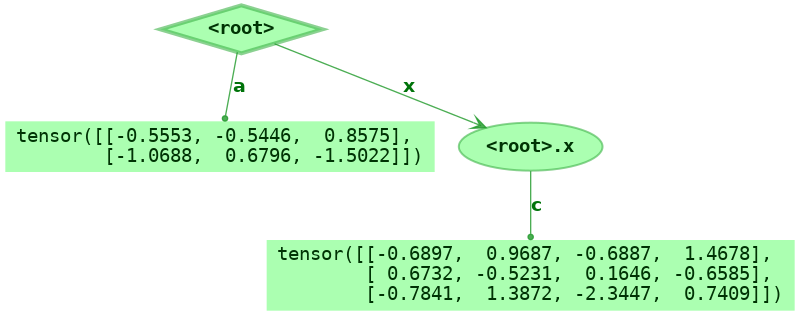 <root>
a
x
tensor([[-0.5553, -0.5446,  0.8575],
        [-1.0688,  0.6796, -1.5022]])
<root>.x
c
tensor([[-0.6897,  0.9687, -0.6887,  1.4678],
        [ 0.6732, -0.5231,  0.1646, -0.6585],
        [-0.7841,  1.3872, -2.3447,  0.7409]])